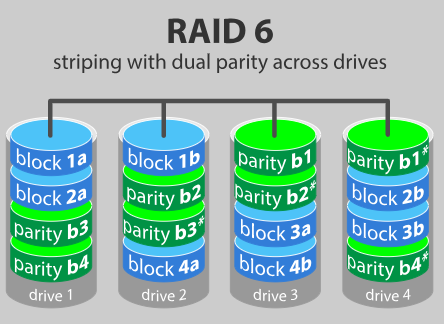 RAID 6
striping with dual parity across drives
block 1a
block 2a
parity b3
parity b4
drive 1
block 1b
parity b2
parity b3*
block 4a
drive 2
parity b1
parity b2*
block 3a
block 4b
drive 3
parity b1*
block 2b
block 3b
parity b4*
drive 4